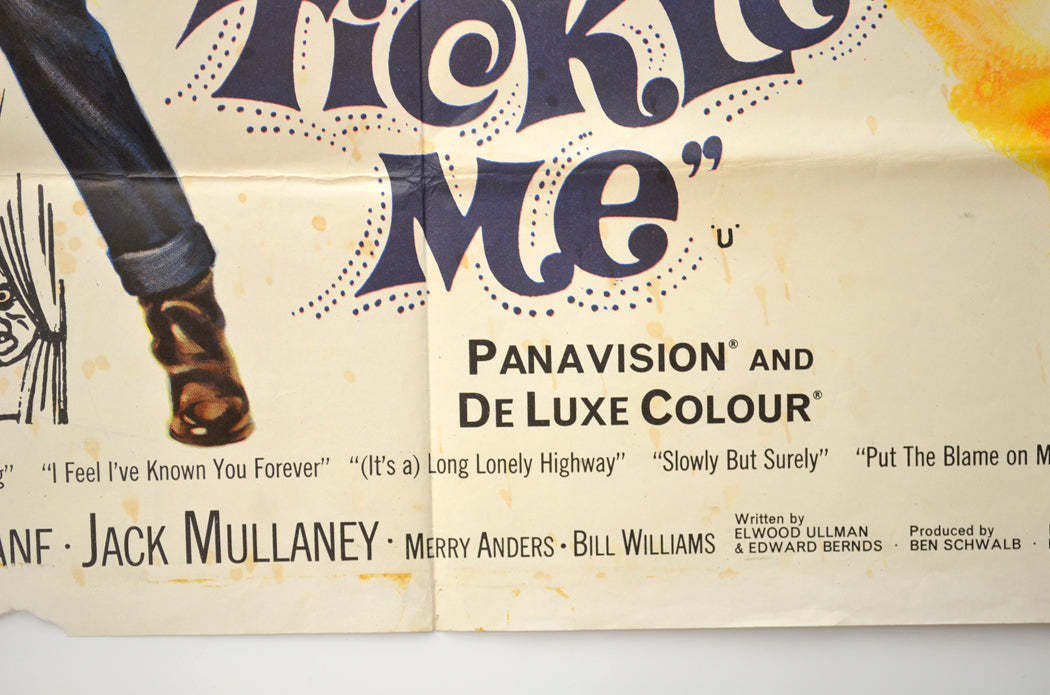 TICKLE
ME”
'U'
PANAVISION® AND
DE LUXE COLOUR®
g” “I Feel I’ve Known You Forever” “(It’s a) Long Lonely Highway” “Slowly But Surely” “Put The Blame on M
ANE · JACK MULLANEY · MERRY ANDERS · BILL WILLIAMS
Written by
ELWOOD ULLMAN
& EDWARD BERNDS ·
Produced by
BEN SCHWALB ·